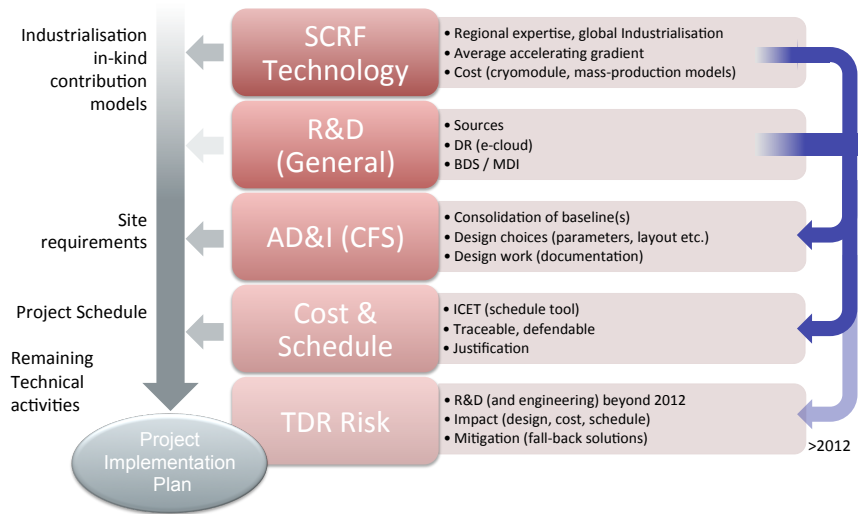 Industrialisation
in-kind
contribution
models
SCRF
Technology
• Regional expertise, global Industrialisation
• Average accelerating gradient
• Cost (cryomodule, mass-production models)
R&D
(General)
• Sources
• DR (e-cloud)
• BDS / MDI
Site
requirements
AD&I (CFS)
• Consolidation of baseline(s)
• Design choices (parameters, layout etc.)
• Design work (documentation)
Project Schedule
Cost &
Schedule
• ICET (schedule tool)
• Traceable, defendable
• Justification
Remaining
Technical
activities
TDR Risk
• R&D (and engineering) beyond 2012
• Impact (design, cost, schedule)
• Mitigation (fall-back solutions)
>2012
Project
Implementation
Plan